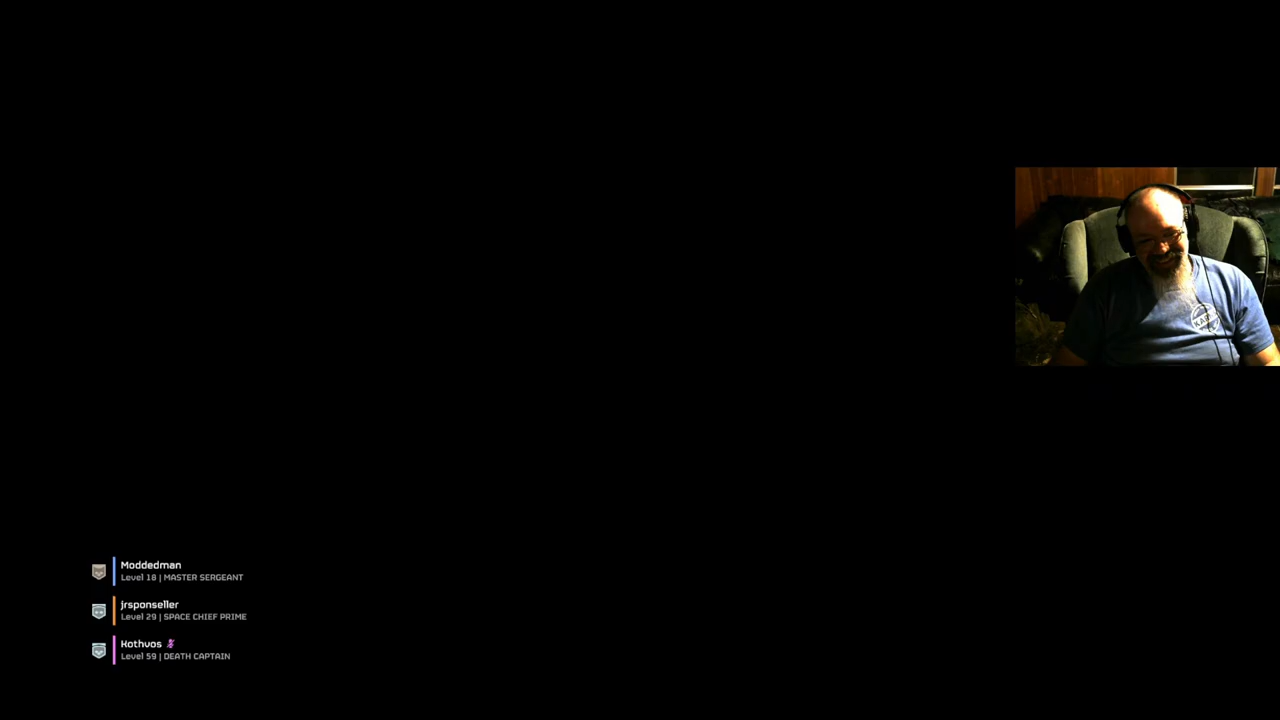 Moddedman
Level 18 | MASTER SERGEANT
jrsponseller
Level 29 | SPACE CHIEF PRIME
Kothvos
Level 59 | DEATH CAPTAIN